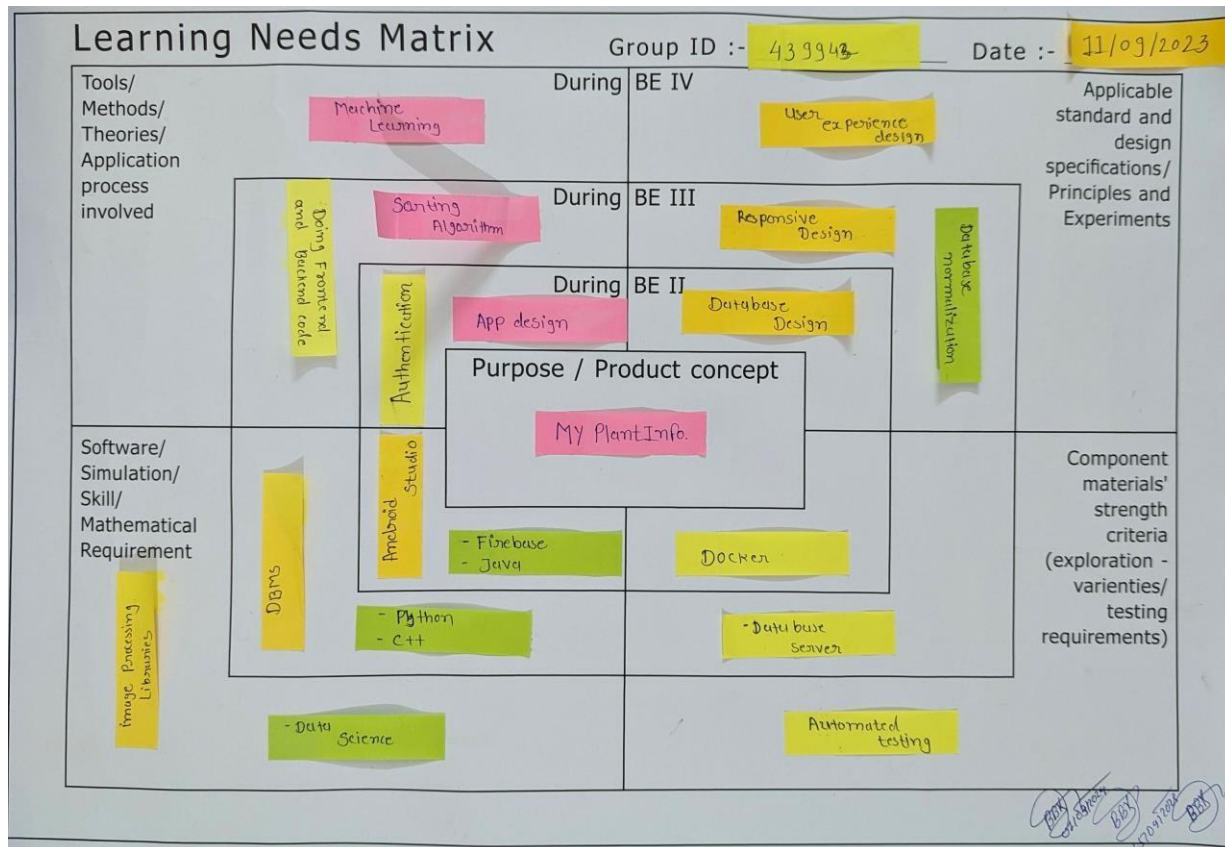 Learning Needs Matrix
Group ID :- 439943
Date :- 11/09/2023
Tools/
Methods/
Theories/
Application
process
involved
During BE IV
Machine
Learning
User
experience
design
Applicable
standard and
design
specifications/
Principles and
Experiments
During BE III
Doing Frontend
and Backend code
Sorting
Algorithm
Responsive
Design
Database
normalization
During BE II
Authentication
App design
Database
Design
Purpose / Product concept
MY PlantInfo.
Software/
Simulation/
Skill/
Mathematical
Requirement
Android
Studio
DBMS
- Firebase
- Java
Docker
Component
materials'
strength
criteria
(exploration -
varienties/
testing
requirements)
Image Processing
Libraries
- Python
- C++
- Database
Server
- Data
Science
Automated
testing
BBK
BBK
BBK